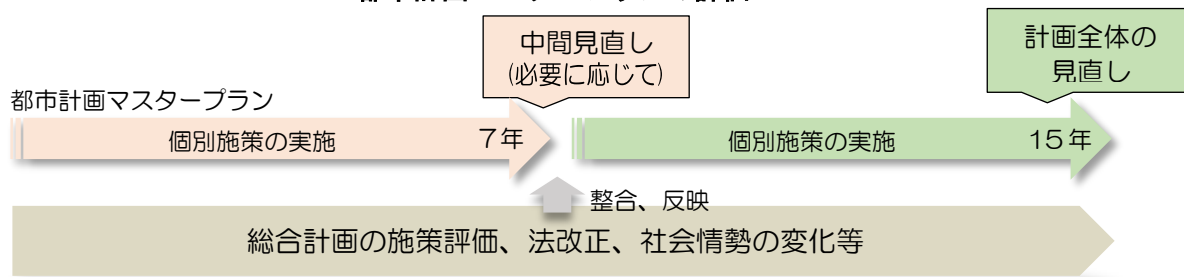 中間見直し
(必要に応じて)
計画全体の
見直し
都市計画マスタープラン
個別施策の実施 7年
個別施策の実施 15年
整合、反映
総合計画の施策評価、法改正、社会情勢の変化等